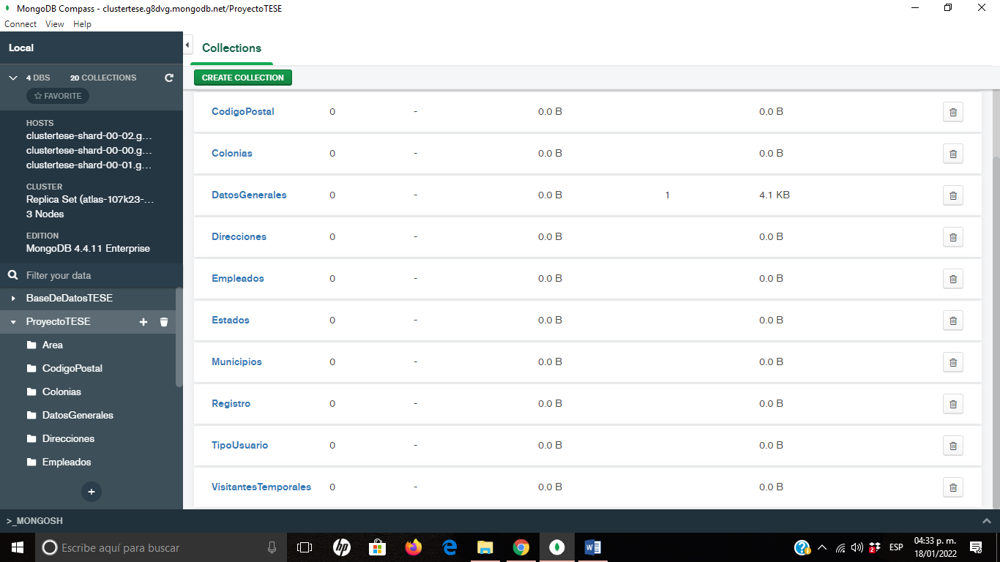 MongoDB Compass - clustertese.g8dvg.mongodb.net/ProyectoTESE
Connect View Help
Local
4 DBS 20 COLLECTIONS
FAVORITE
HOSTS
clustertese-shard-00-02.g...
clustertese-shard-00-00.g...
clustertese-shard-00-01.g...
CLUSTER
Replica Set (atlas-107k23-...
3 Nodes
EDITION
MongoDB 4.4.11 Enterprise
Filter your data
BaseDeDatosTESE
ProyectoTESE
Area
CodigoPostal
Colonias
DatosGenerales
Direcciones
Empleados
Collections
CREATE COLLECTION
CodigoPostal 0 - 0.0 B 0.0 B
Colonias 0 - 0.0 B 0.0 B
DatosGenerales 0 - 0.0 B 1 4.1 KB
Direcciones 0 - 0.0 B 0.0 B
Empleados 0 - 0.0 B 0.0 B
Estados 0 - 0.0 B 0.0 B
Municipios 0 - 0.0 B 0.0 B
Registro 0 - 0.0 B 0.0 B
TipoUsuario 0 - 0.0 B 0.0 B
VisitantesTemporales 0 - 0.0 B 0.0 B
>_MONGOSH
Escribe aquí para buscar
hp
2
ESP
04:33 p. m.
18/01/2022